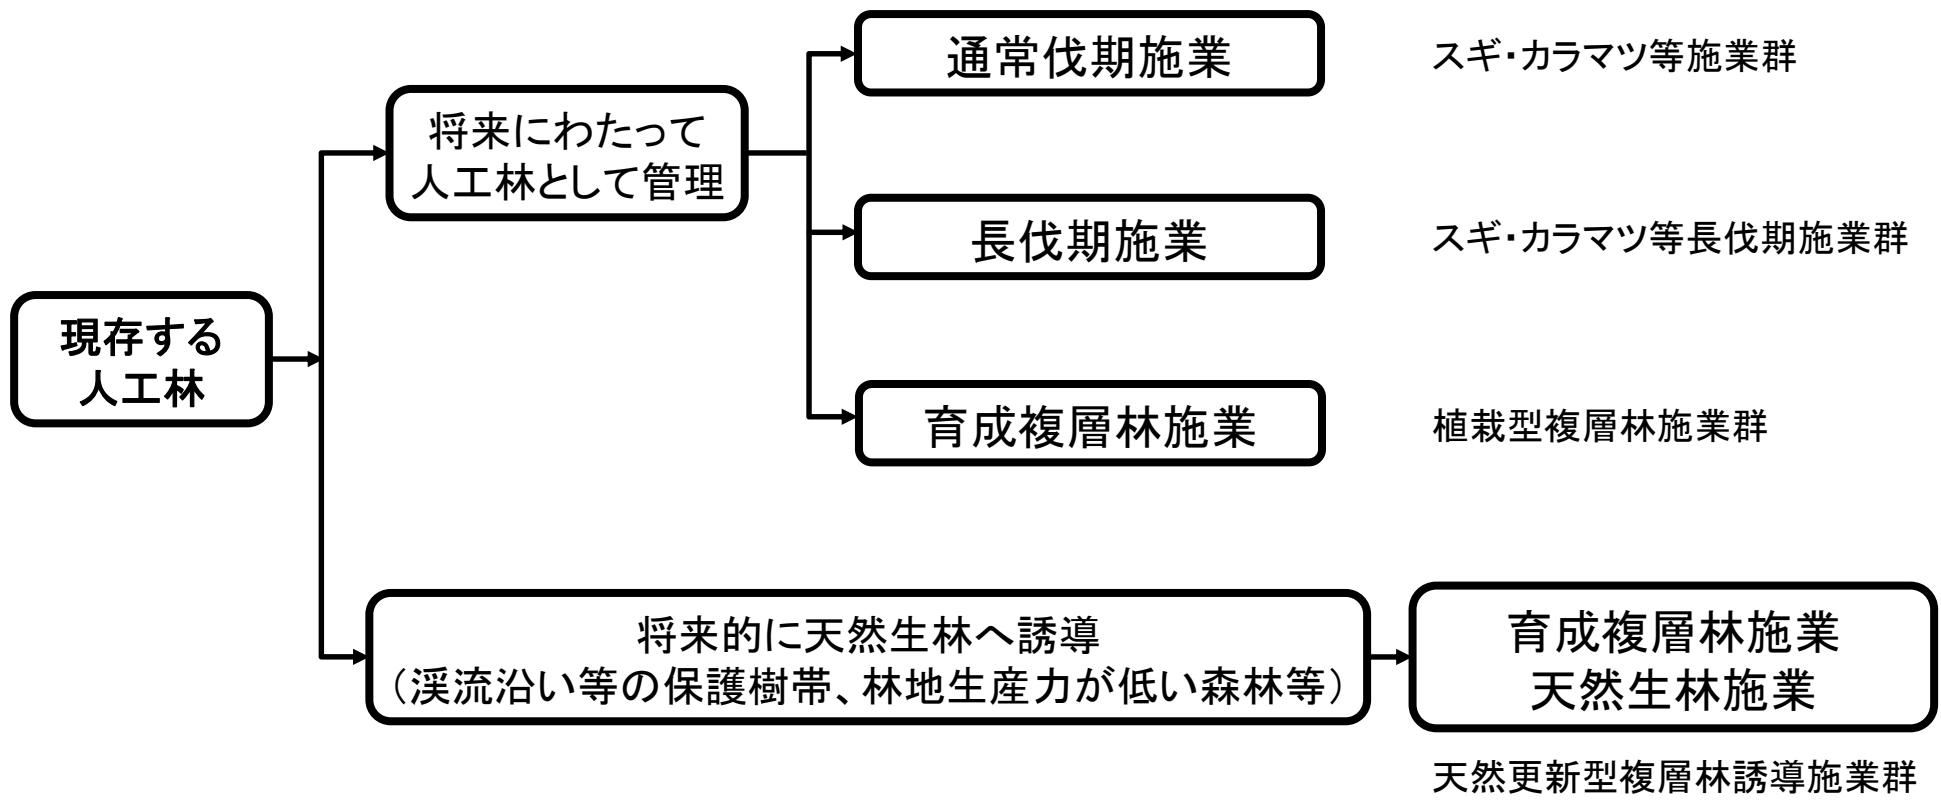 現存する
人工林
将来にわたって
人工林として管理
通常伐期施業
スギ・カラマツ等施業群
長伐期施業
スギ・カラマツ等長伐期施業群
育成複層林施業
植栽型複層林施業群
将来的に天然生林へ誘導
（渓流沿い等の保護樹帯、林地生産力が低い森林等）
育成複層林施業
天然生林施業
天然更新型複層林誘導施業群